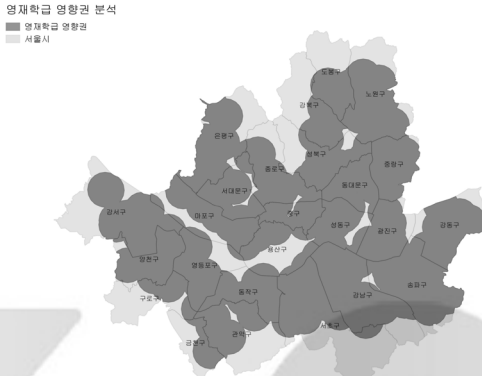 영재학급 영향권 분석
영재학급 영향권
서울시
도봉구
노원구
강북구
은평구
성북구
중랑구
종로구
동대문구
서대문구
강서구
마포구
중구
성동구
광진구
강동구
용산구
양천구
영등포구
구로구
동작구
강남구
송파구
서초구
관악구
금천구